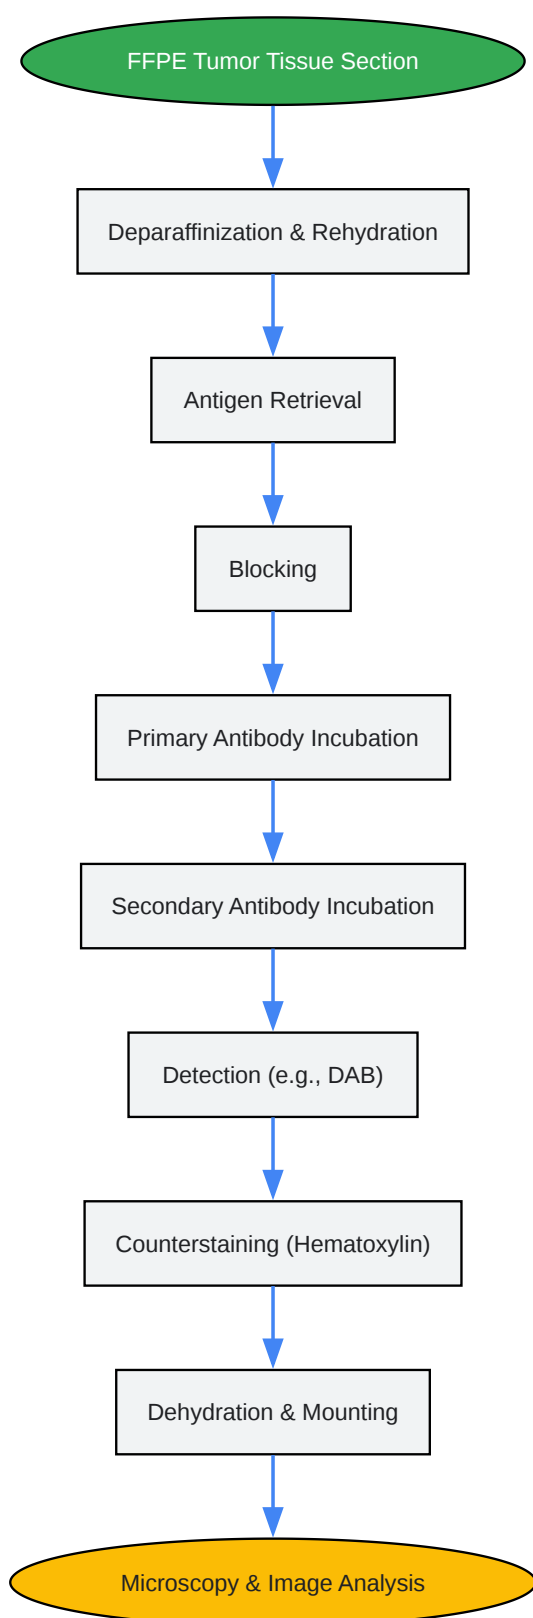 FFPE Tumor Tissue Section
Deparaffinization & Rehydration
Antigen Retrieval
Blocking
Primary Antibody Incubation
Secondary Antibody Incubation
Detection (e.g., DAB)
Counterstaining (Hematoxylin)
Dehydration & Mounting
Microscopy & Image Analysis